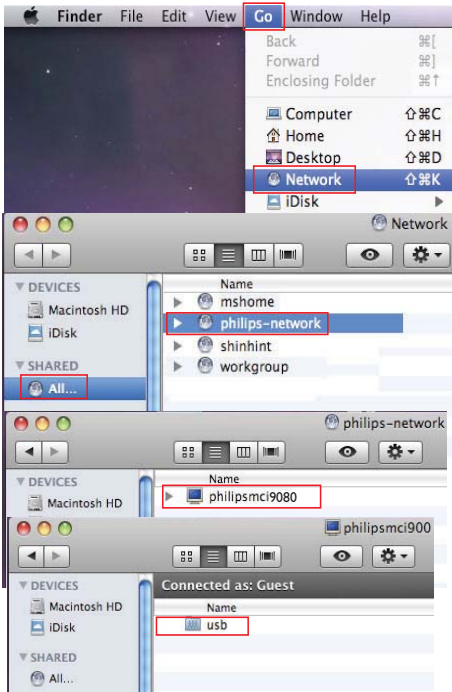 Finder File Edit View Go Window Help
Back ⌘[
Forward ⌘]
Enclosing Folder ⌘↑
Computer ⇧⌘C
Home ⇧⌘H
Desktop ⇧⌘D
Network ⇧⌘K
iDisk
Network
DEVICES
Macintosh HD
iDisk
SHARED
All...
Name
mshome
philips-network
shinhint
workgroup
philips-network
DEVICES
Macintosh HD
Name
philipsmci9080
philipsmci900
DEVICES
Macintosh HD
iDisk
SHARED
All...
Connected as: Guest
Name
usb